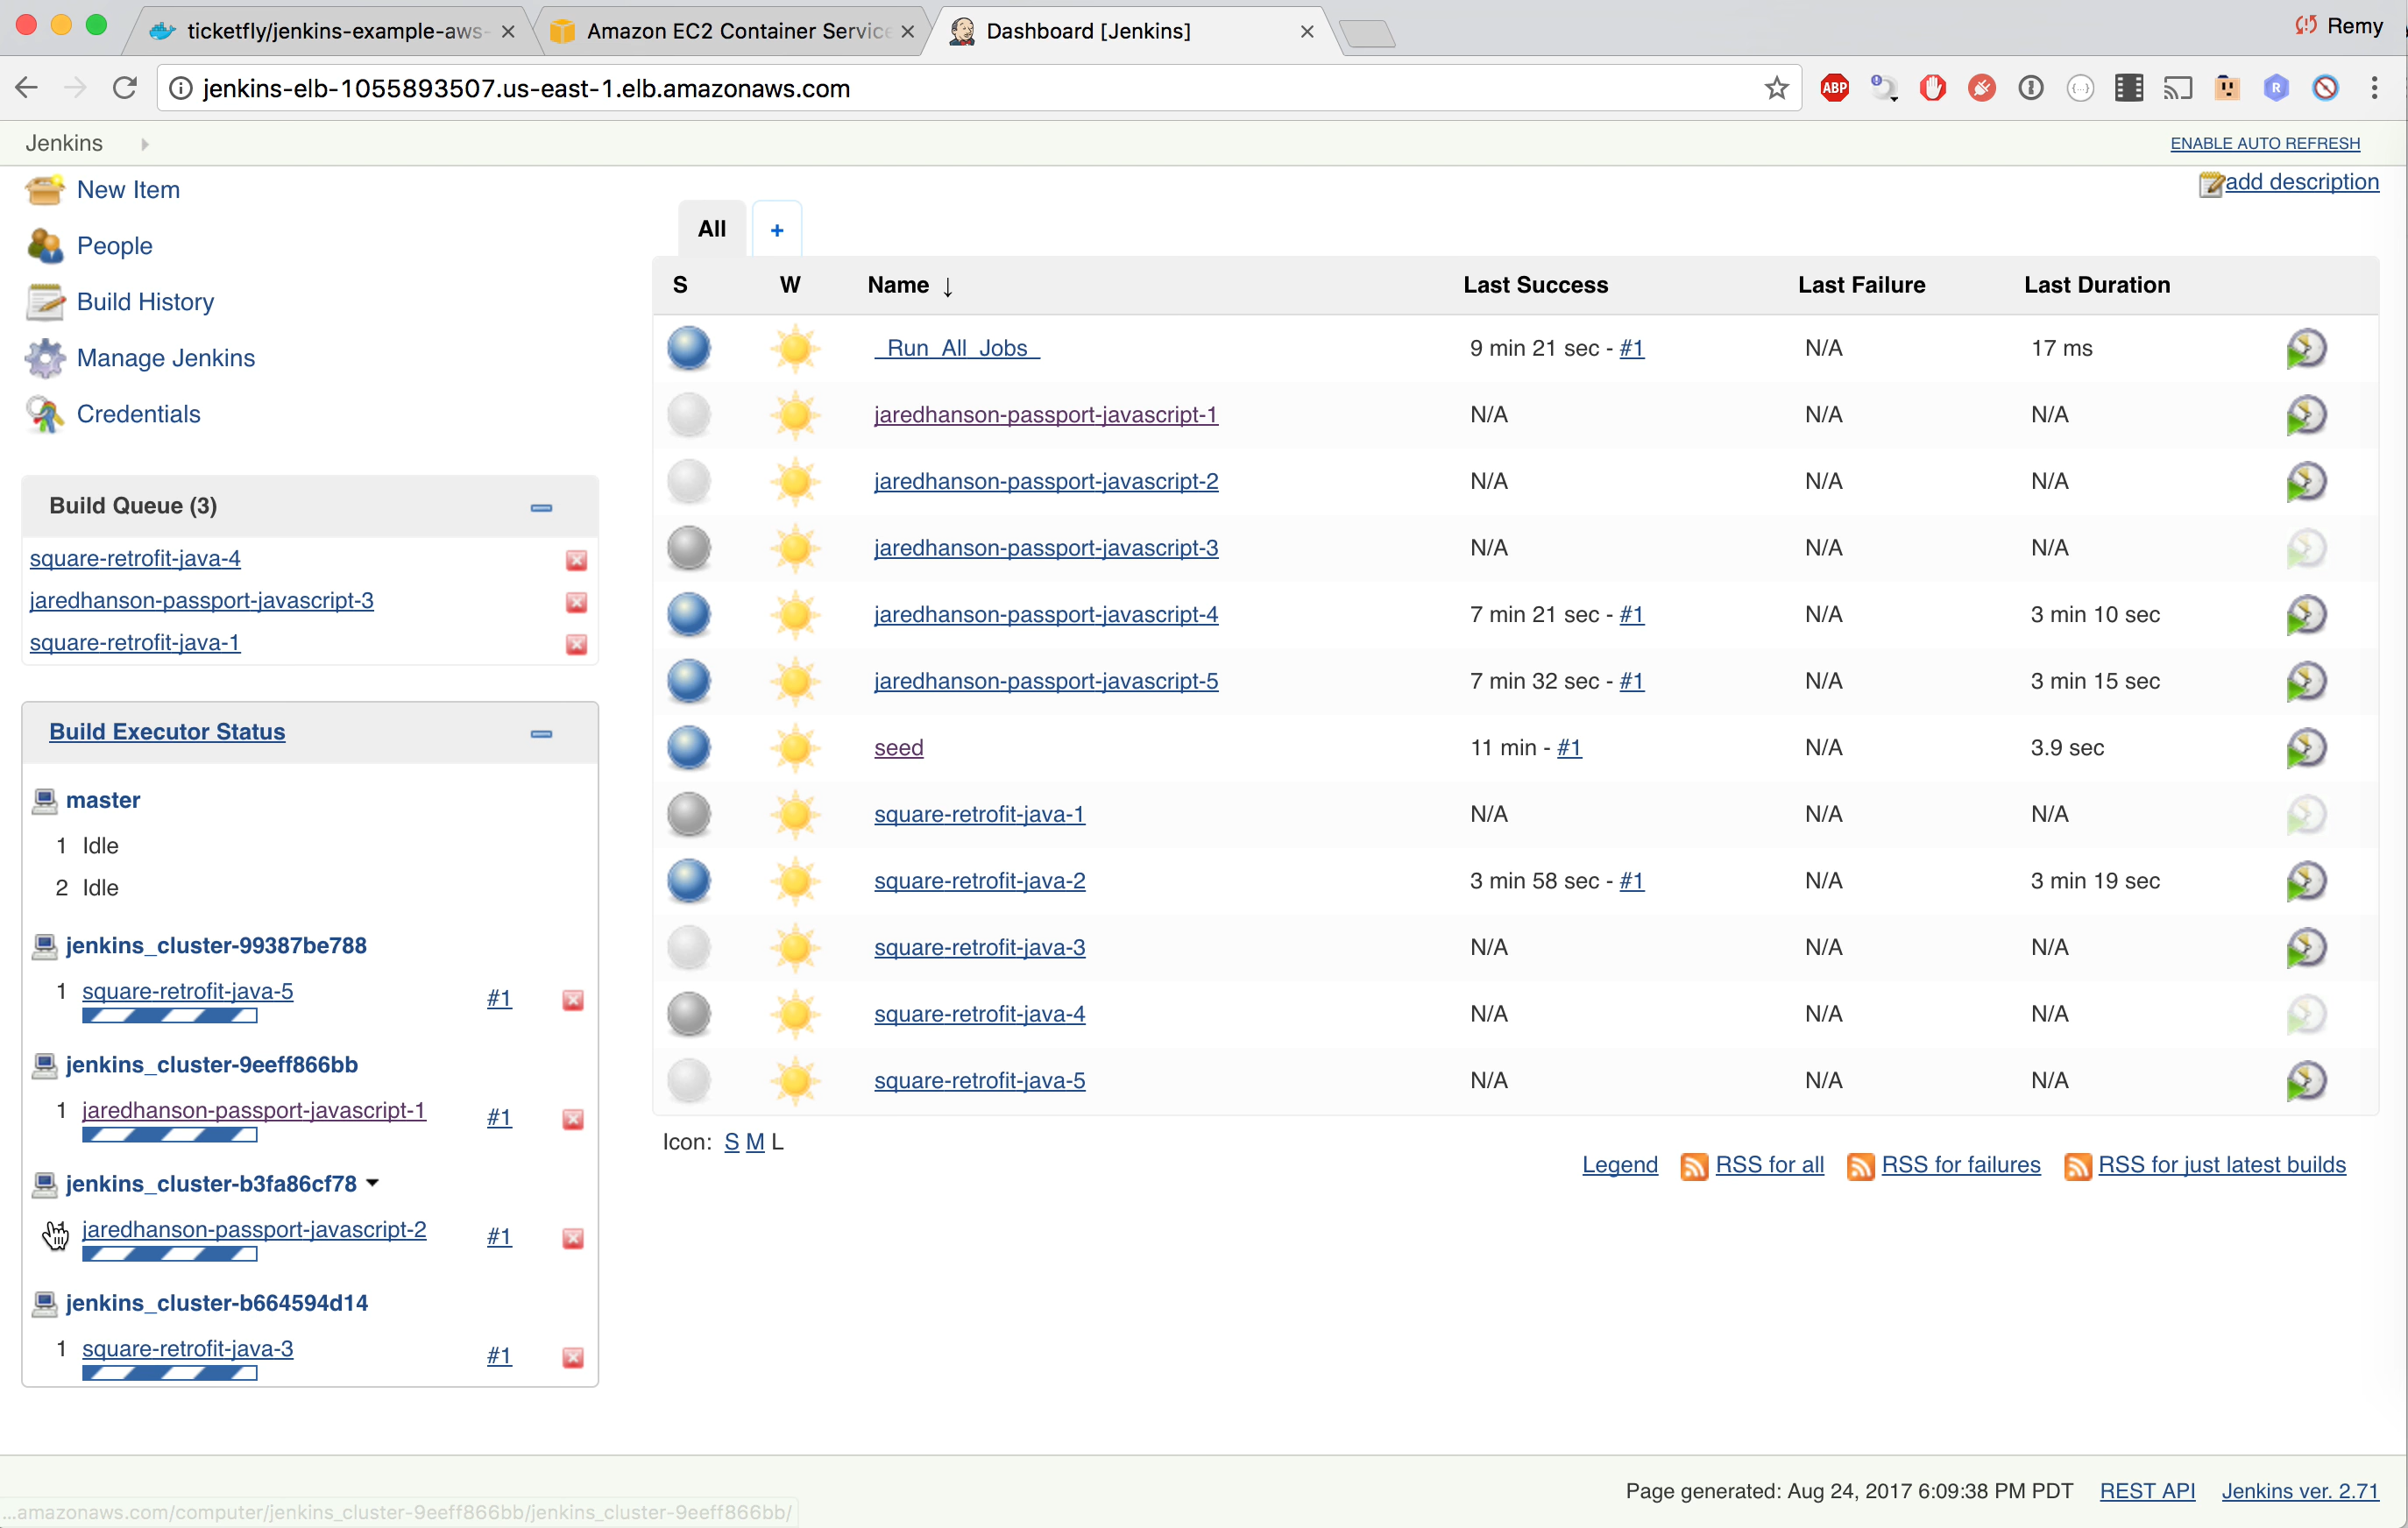 ticketfly/jenkins-example-aws-
Amazon EC2 Container Service
Dashboard [Jenkins]
Remy
jenkins-elb-1055893507.us-east-1.elb.amazonaws.com
ABP
R
Jenkins
ENABLE AUTO REFRESH
New Item
People
Build History
Manage Jenkins
Credentials
add description
Build Queue (3)
square-retrofit-java-4
jaredhanson-passport-javascript-3
square-retrofit-java-1
Build Executor Status
master
1 Idle
2 Idle
jenkins_cluster-99387be788
1 square-retrofit-java-5 #1
jenkins_cluster-9eeff866bb
1 jaredhanson-passport-javascript-1 #1
jenkins_cluster-b3fa86cf78
jaredhanson-passport-javascript-2 #1
jenkins_cluster-b664594d14
1 square-retrofit-java-3 #1
All +
S W Name ↓ Last Success Last Failure Last Duration
_Run_All_Jobs_ 9 min 21 sec - #1 N/A 17 ms
jaredhanson-passport-javascript-1 N/A N/A N/A
jaredhanson-passport-javascript-2 N/A N/A N/A
jaredhanson-passport-javascript-3 N/A N/A N/A
jaredhanson-passport-javascript-4 7 min 21 sec - #1 N/A 3 min 10 sec
jaredhanson-passport-javascript-5 7 min 32 sec - #1 N/A 3 min 15 sec
seed 11 min - #1 N/A 3.9 sec
square-retrofit-java-1 N/A N/A N/A
square-retrofit-java-2 3 min 58 sec - #1 N/A 3 min 19 sec
square-retrofit-java-3 N/A N/A N/A
square-retrofit-java-4 N/A N/A N/A
square-retrofit-java-5 N/A N/A N/A
Icon: S M L
Legend RSS for all RSS for failures RSS for just latest builds
Page generated: Aug 24, 2017 6:09:38 PM PDT REST API Jenkins ver. 2.71
...amazonaws.com/computer/jenkins_cluster-9eeff866bb/jenkins_cluster-9eeff866bb/